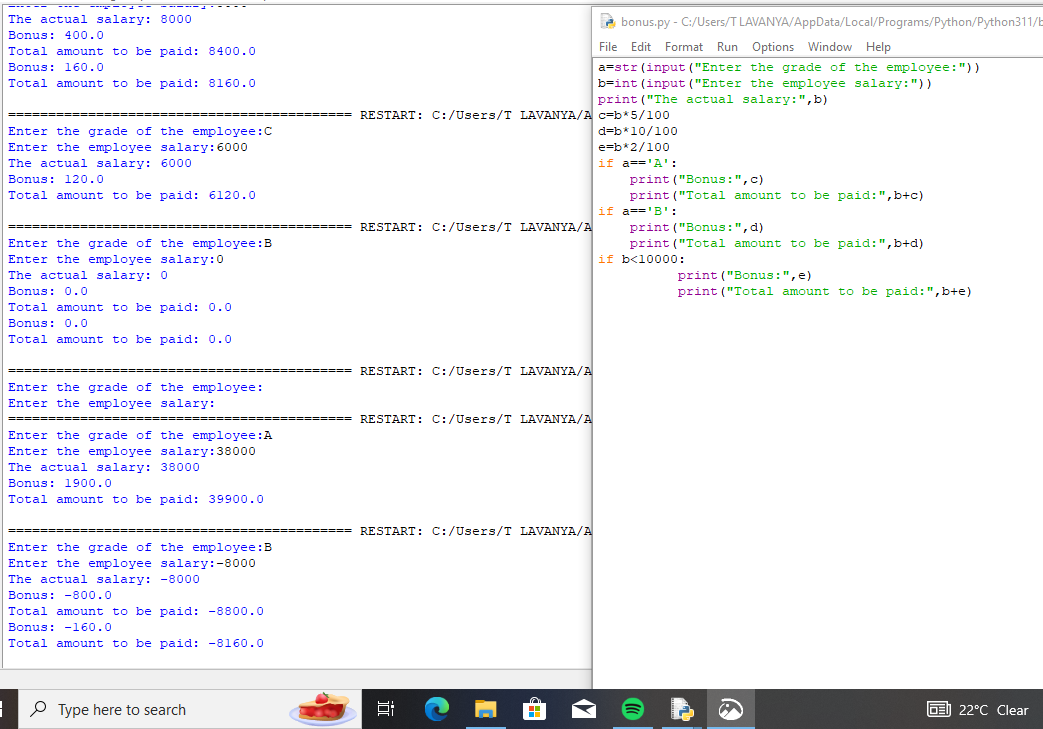 The actual salary: 8000
Bonus: 400.0
Total amount to be paid: 8400.0
Bonus: 160.0
Total amount to be paid: 8160.0
=========================================== RESTART: C:/Users/T LAVANYA/A
Enter the grade of the employee:C
Enter the employee salary:6000
The actual salary: 6000
Bonus: 120.0
Total amount to be paid: 6120.0
=========================================== RESTART: C:/Users/T LAVANYA/A
Enter the grade of the employee:B
Enter the employee salary:0
The actual salary: 0
Bonus: 0.0
Total amount to be paid: 0.0
Bonus: 0.0
Total amount to be paid: 0.0
=========================================== RESTART: C:/Users/T LAVANYA/A
Enter the grade of the employee:
Enter the employee salary:
=========================================== RESTART: C:/Users/T LAVANYA/A
Enter the grade of the employee:A
Enter the employee salary:38000
The actual salary: 38000
Bonus: 1900.0
Total amount to be paid: 39900.0
=========================================== RESTART: C:/Users/T LAVANYA/A
Enter the grade of the employee:B
Enter the employee salary:-8000
The actual salary: -8000
Bonus: -800.0
Total amount to be paid: -8800.0
Bonus: -160.0
Total amount to be paid: -8160.0
bonus.py - C:/Users/T LAVANYA/AppData/Local/Programs/Python/Python311/b
File Edit Format Run Options Window Help
a=str(input("Enter the grade of the employee:"))
b=int(input("Enter the employee salary:"))
print("The actual salary:",b)
c=b*5/100
d=b*10/100
e=b*2/100
if a=='A':
    print("Bonus:",c)
    print("Total amount to be paid:",b+c)
if a=='B':
    print("Bonus:",d)
    print("Total amount to be paid:",b+d)
if b<10000:
          print("Bonus:",e)
          print("Total amount to be paid:",b+e)
Type here to search
22°C Clear